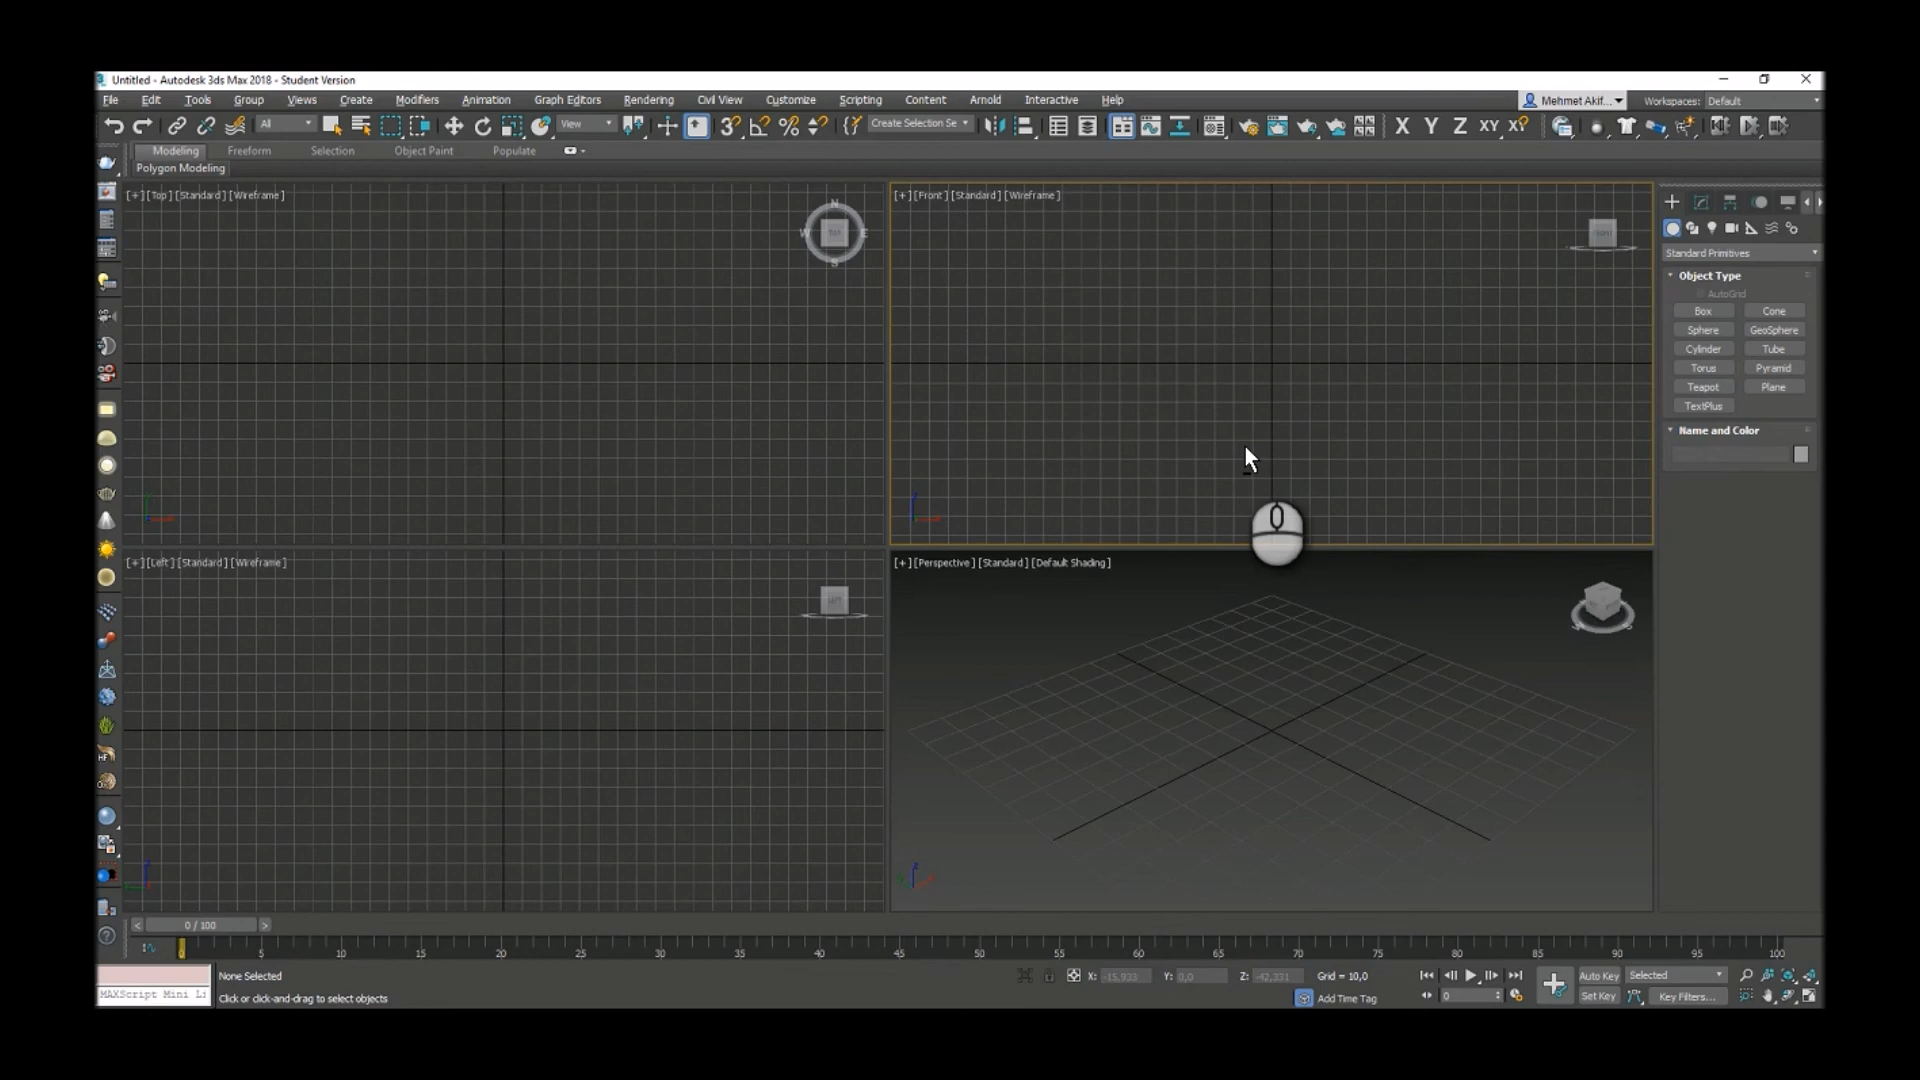 Untitled - Autodesk 3ds Max 2018 - Student Version
File Edit Tools Group Views Create Modifiers Animation Graph Editors Rendering Civil View Customize Scripting Content Arnold Interactive Help
Mehmet Akif... Workspaces: Default
All View Create Selection Se X Y Z XY XY
Modeling Freeform Selection Object Paint Populate
Polygon Modeling
[+][Top][Standard][Wireframe]
N
W E
S
TOP
[+][Front][Standard][Wireframe]
FRONT
Standard Primitives
Object Type
AutoGrid
Box Cone
Sphere GeoSphere
Cylinder Tube
Torus Pyramid
Teapot Plane
TextPlus
Name and Color
[+][Left][Standard][Wireframe]
LEFT
[+][Perspective][Standard][Default Shading]
< 0 / 100 >
0 5 10 15 20 25 30 35 40 45 50 55 60 65 70 75 80 85 90 95 100
None Selected
X: -15,933 Y: 0,0 Z: -42,331 Grid = 10,0
Auto Key Selected
MAXScript Mini Li
Click or click-and-drag to select objects
Add Time Tag
0
Set Key Key Filters...